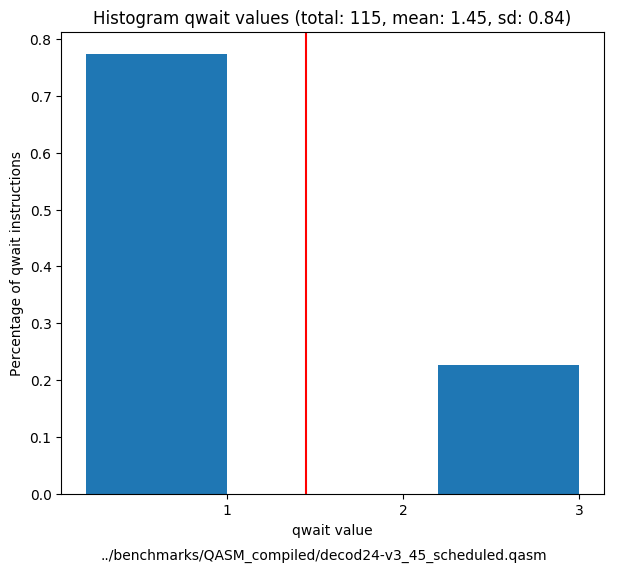 Histogram qwait values (total: 115, mean: 1.45, sd: 0.84)
0.8
0.7
0.6
0.5
0.4
0.3
0.2
0.1
0.0
Percentage of qwait instructions
1 2 3
qwait value
../benchmarks/QASM_compiled/decod24-v3_45_scheduled.qasm